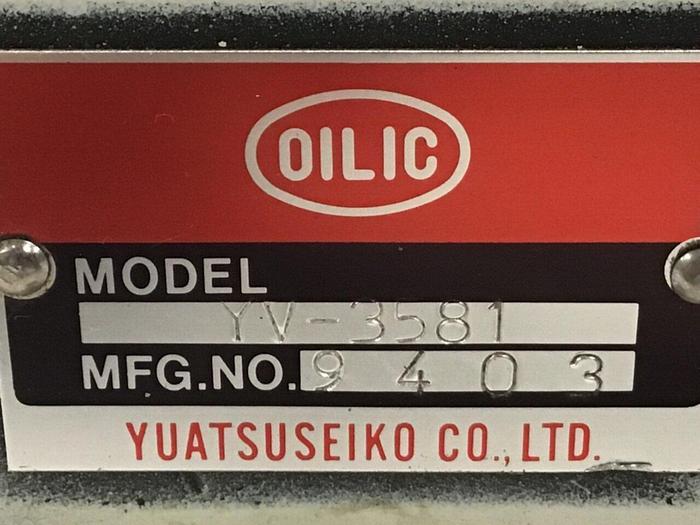 OILIC
MODEL
YV-3581
MFG.NO. 9403
YUATSUSEIKO CO., LTD.